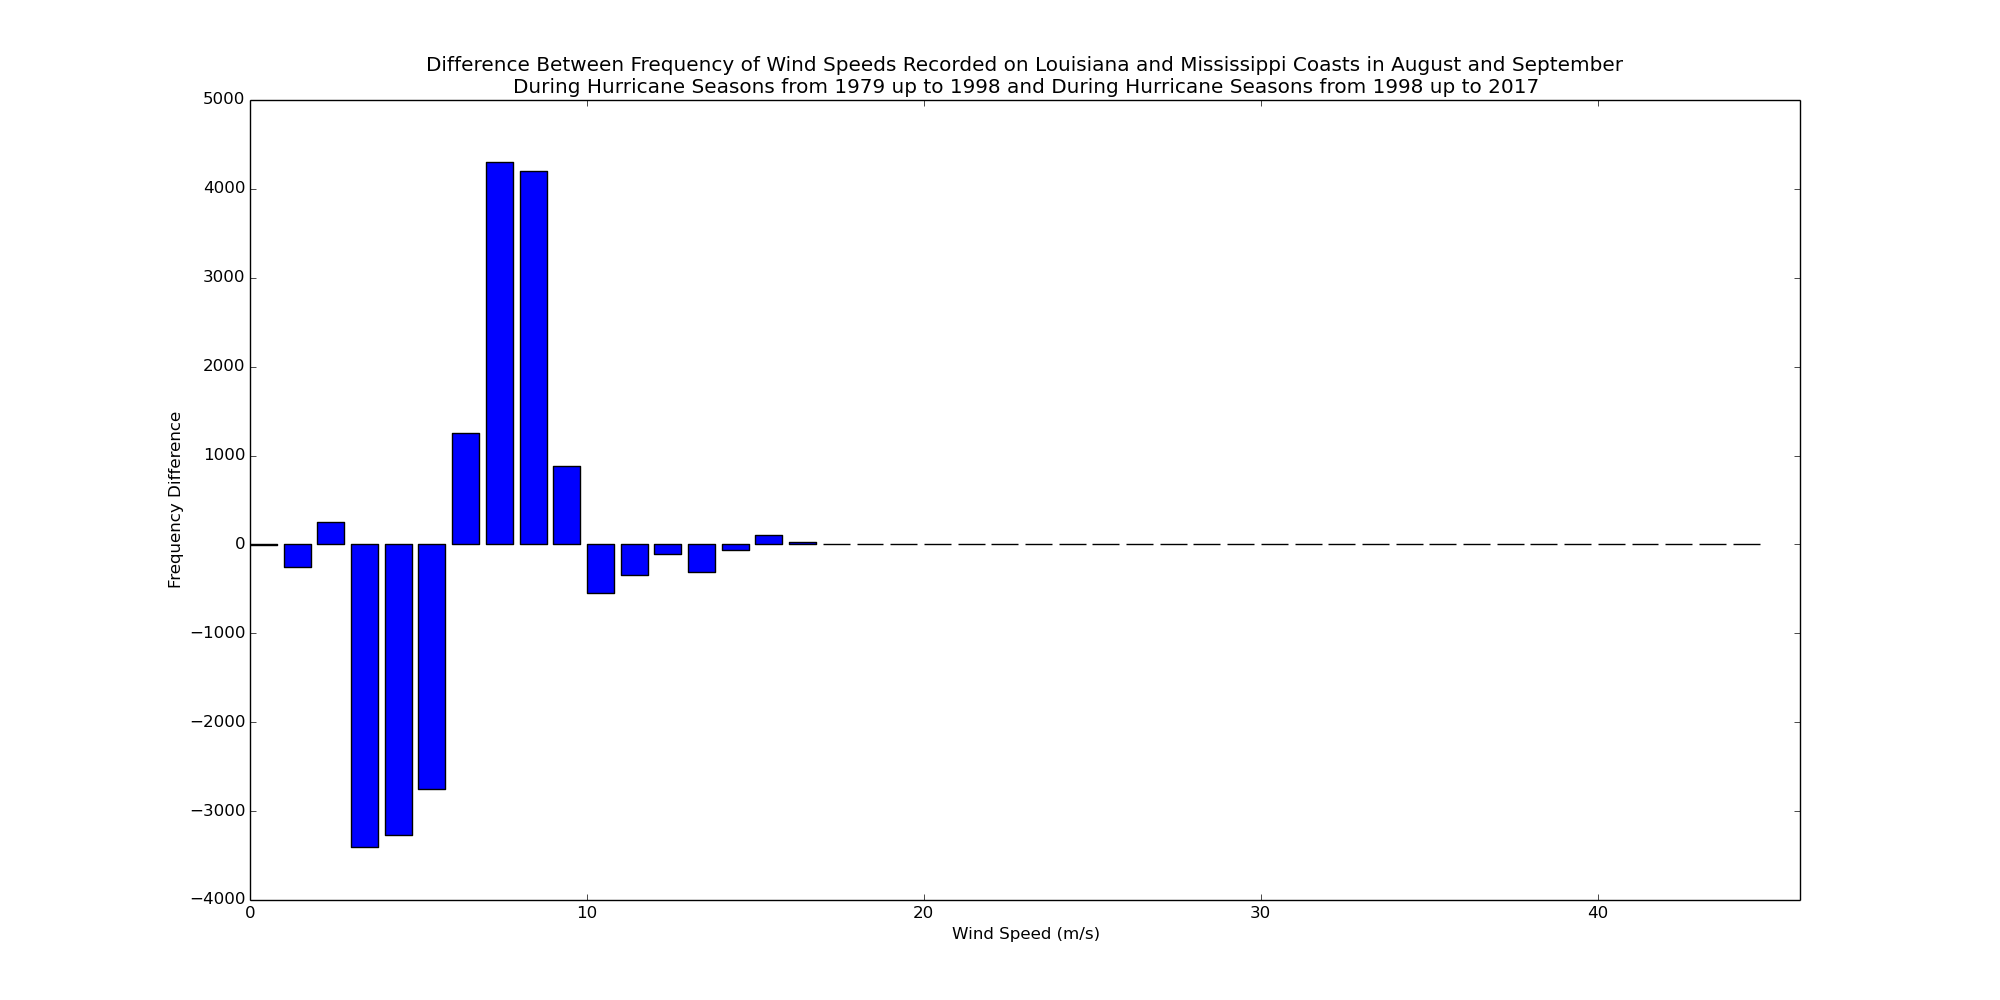 Difference Between Frequency of Wind Speeds Recorded on Louisiana and Mississippi Coasts in August and September
During Hurricane Seasons from 1979 up to 1998 and During Hurricane Seasons from 1998 up to 2017
5000
4000
3000
2000
1000
0
−1000
−2000
−3000
−4000
Frequency Difference
0 10 20 30 40
Wind Speed (m/s)